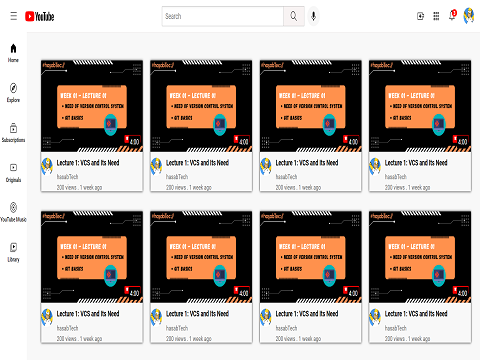 YouTube
Search
Home
Explore
Subscriptions
Originals
YouTube Music
Library
WEEK 01 - LECTURE 01
• NEED OF VERSION CONTROL SYSTEM
• GIT BASICS
4:00
Lecture 1: VCS and Its Need
hasabTech
200 views . 1 week ago
WEEK 01 - LECTURE 01
• NEED OF VERSION CONTROL SYSTEM
• GIT BASICS
4:00
Lecture 1: VCS and Its Need
hasabTech
200 views . 1 week ago
WEEK 01 - LECTURE 01
• NEED OF VERSION CONTROL SYSTEM
• GIT BASICS
4:00
Lecture 1: VCS and Its Need
hasabTech
200 views . 1 week ago
WEEK 01 - LECTURE 01
• NEED OF VERSION CONTROL SYSTEM
• GIT BASICS
4:00
Lecture 1: VCS and Its Need
hasabTech
200 views . 1 week ago
WEEK 01 - LECTURE 01
• NEED OF VERSION CONTROL SYSTEM
• GIT BASICS
4:00
Lecture 1: VCS and Its Need
hasabTech
200 views . 1 week ago
WEEK 01 - LECTURE 01
• NEED OF VERSION CONTROL SYSTEM
• GIT BASICS
4:00
Lecture 1: VCS and Its Need
hasabTech
200 views . 1 week ago
WEEK 01 - LECTURE 01
• NEED OF VERSION CONTROL SYSTEM
• GIT BASICS
4:00
Lecture 1: VCS and Its Need
hasabTech
200 views . 1 week ago
WEEK 01 - LECTURE 01
• NEED OF VERSION CONTROL SYSTEM
• GIT BASICS
4:00
Lecture 1: VCS and Its Need
hasabTech
200 views . 1 week ago